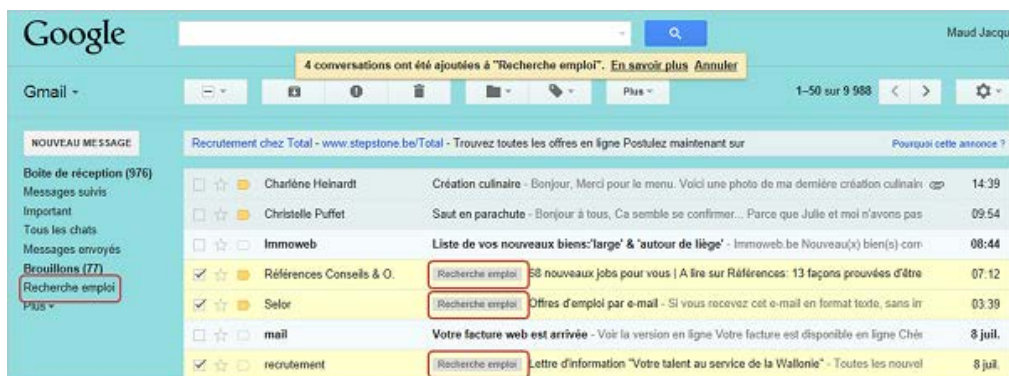 Google
Maud Jacqu
4 conversations ont été ajoutées à "Recherche emploi". En savoir plus Annuler
Gmail
Plus
1–50 sur 9 988
NOUVEAU MESSAGE
Recrutement chez Total - www.stepstone.be/Total - Trouvez toutes les offres en ligne Postulez maintenant sur
Pourquoi cette annonce ?
Boîte de réception (976)
Messages suivis
Important
Tous les chats
Messages envoyés
Brouillons (77)
Recherche emploi
Plus
Charlène Heinardt Création culinaire - Bonjour, Merci pour le menu. Voici une photo de ma dernière création culinair 14:39
Christelle Puffet Saut en parachute - Bonjour à tous, Ca semble se confirmer... Parce que Julie et moi n'avons pas 09:54
Immoweb Liste de vos nouveaux biens:'large' & 'autour de liège' - Immoweb.be Nouveau(x) bien(s) corr 08:44
Références Conseils & O. Recherche emploi 68 nouveaux jobs pour vous | A lire sur Références: 13 façons prouvées d'être 07:12
Selor Recherche emploi Offres d'emploi par e-mail - Si vous recevez cet e-mail en format texte, sans 03:39
mail Votre facture web est arrivée - Voir la version en ligne Votre facture est disponible en ligne Chè 8 juil.
recrutement Recherche emploi Lettre d'information "Votre talent au service de la Wallonie" - Toutes les nouvel 8 juil.